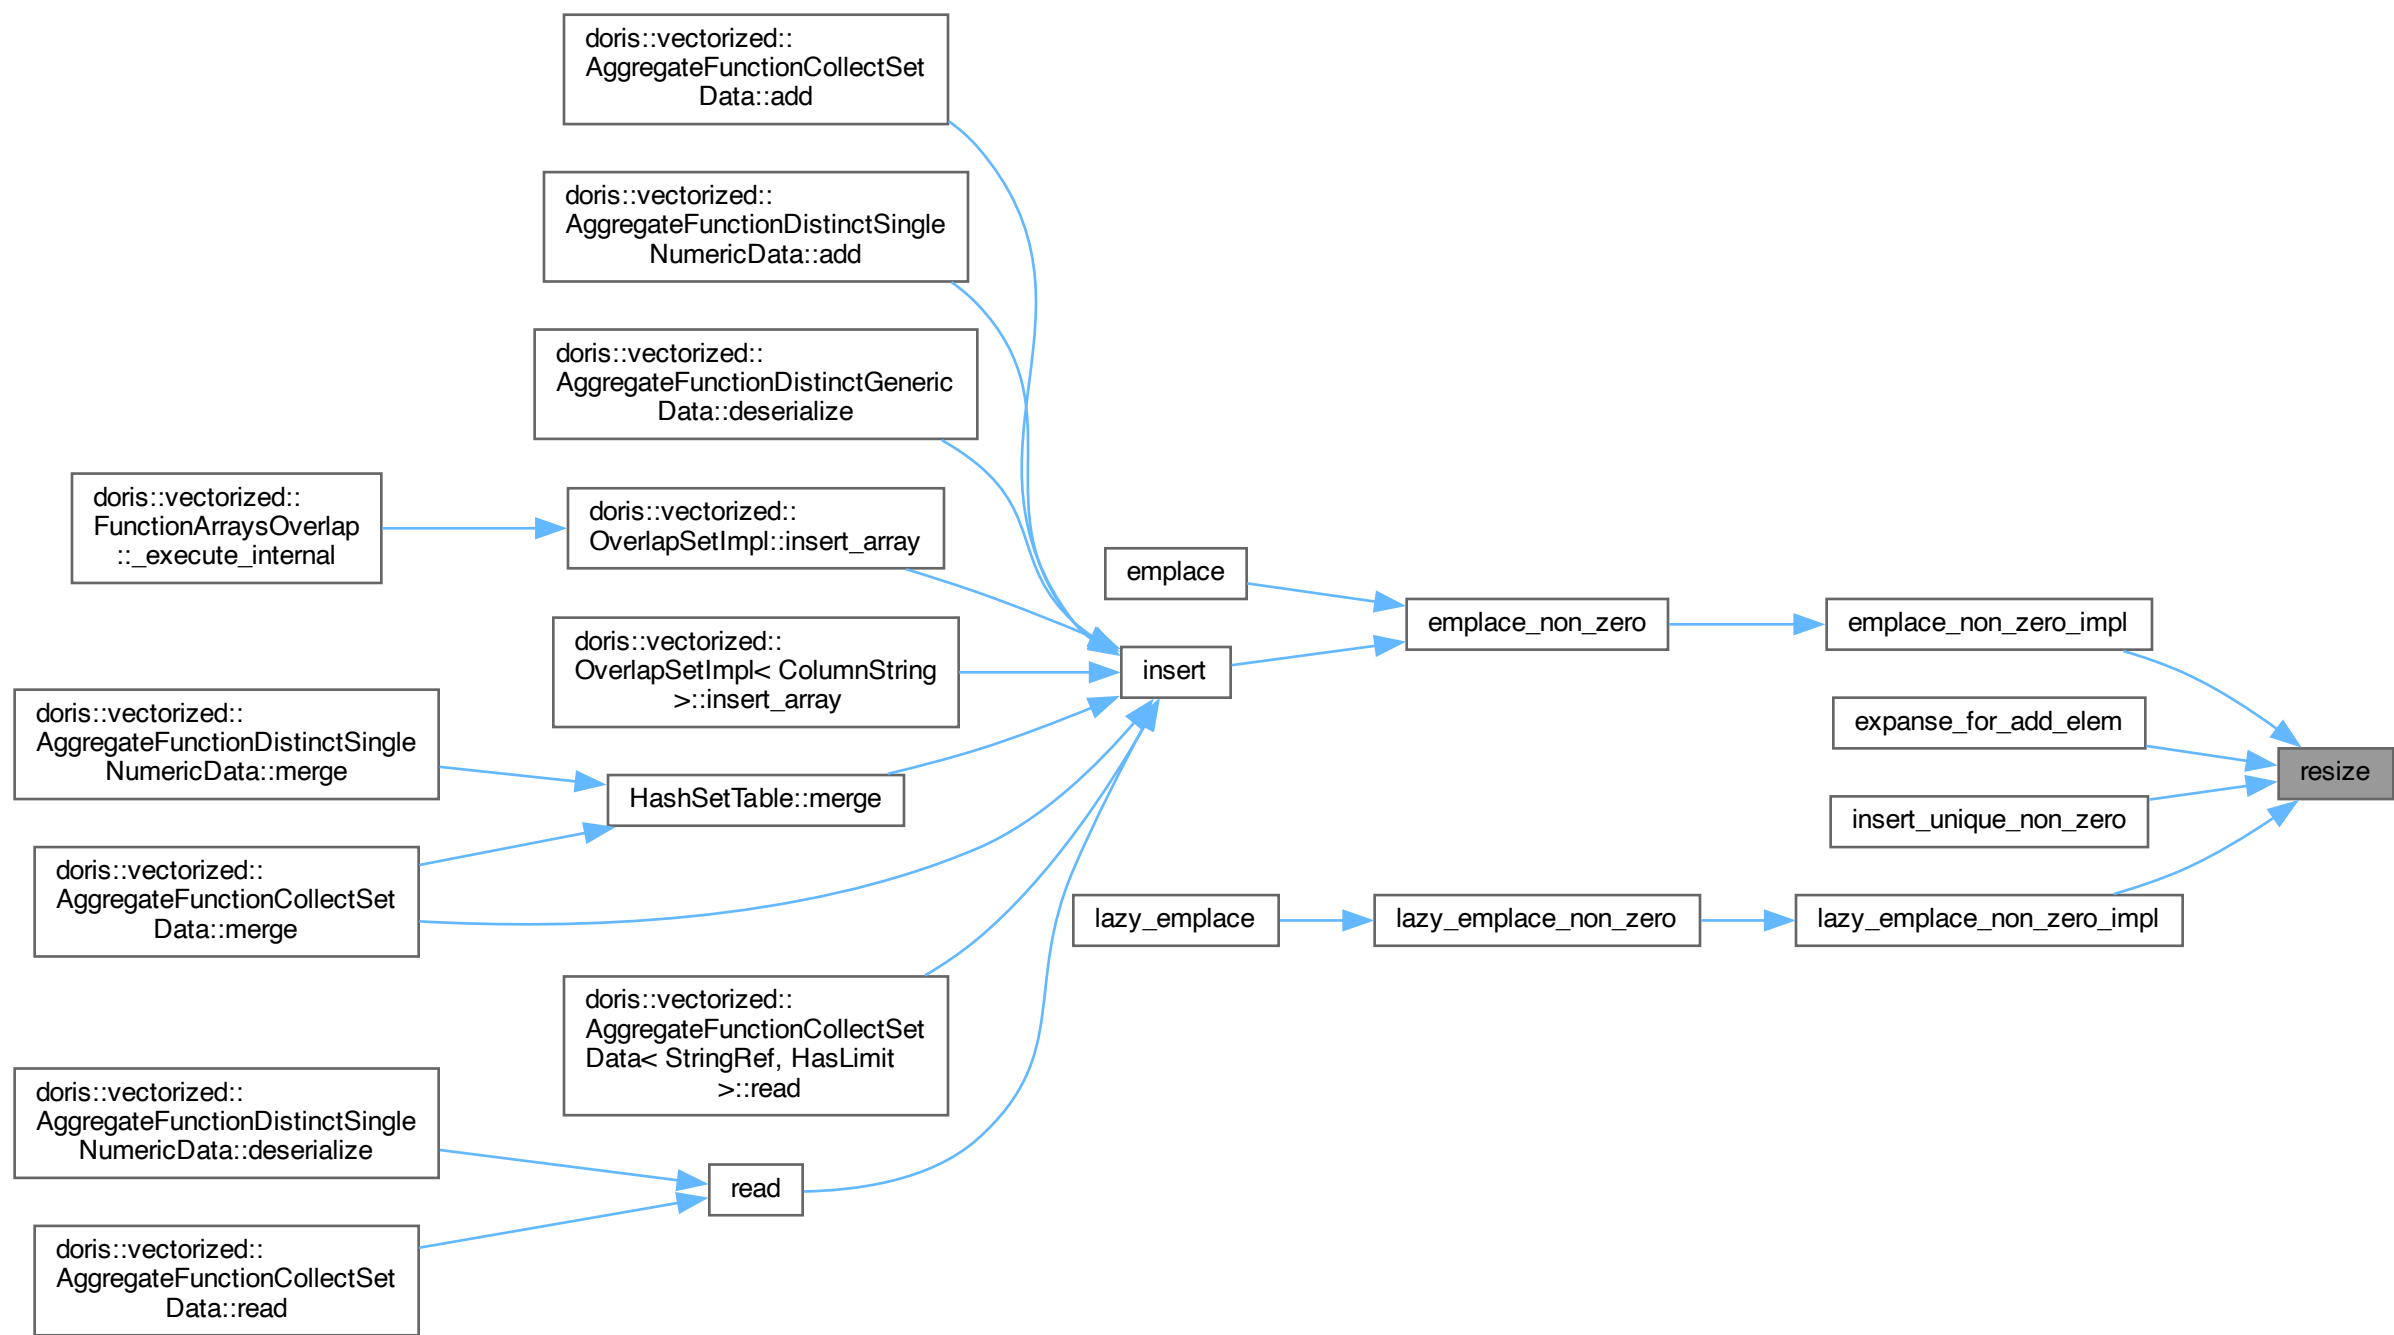 doris::vectorized::
AggregateFunctionCollectSet
Data::add
doris::vectorized::
AggregateFunctionDistinctSingle
NumericData::add
doris::vectorized::
AggregateFunctionDistinctGeneric
Data::deserialize
doris::vectorized::
FunctionArraysOverlap
::_execute_internal
doris::vectorized::
OverlapSetImpl::insert_array
emplace
emplace_non_zero
emplace_non_zero_impl
doris::vectorized::
OverlapSetImpl< ColumnString
>::insert_array
insert
expanse_for_add_elem
resize
doris::vectorized::
AggregateFunctionDistinctSingle
NumericData::merge
HashSetTable::merge
insert_unique_non_zero
doris::vectorized::
AggregateFunctionCollectSet
Data::merge
lazy_emplace
lazy_emplace_non_zero
lazy_emplace_non_zero_impl
doris::vectorized::
AggregateFunctionCollectSet
Data< StringRef, HasLimit
>::read
doris::vectorized::
AggregateFunctionDistinctSingle
NumericData::deserialize
read
doris::vectorized::
AggregateFunctionCollectSet
Data::read